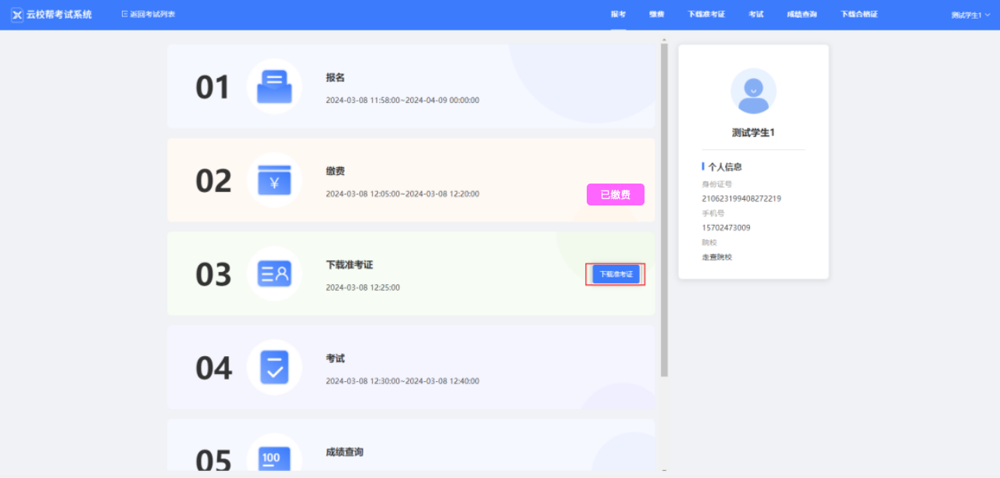 云校帮考试系统
返回考试列表
报考
缴费
下载准考证
考试
成绩查询
下载合格证
测试学生1
01
报名
2024-03-08 11:58:00~2024-04-09 00:00:00
02
¥
缴费
2024-03-08 12:05:00~2024-03-08 12:20:00
已缴费
03
下载准考证
2024-03-08 12:25:00
下载准考证
04
考试
2024-03-08 12:30:00~2024-03-08 12:40:00
05
100
成绩查询
测试学生1
个人信息
身份证号
210623199408272219
手机号
15702473009
院校
走查院校